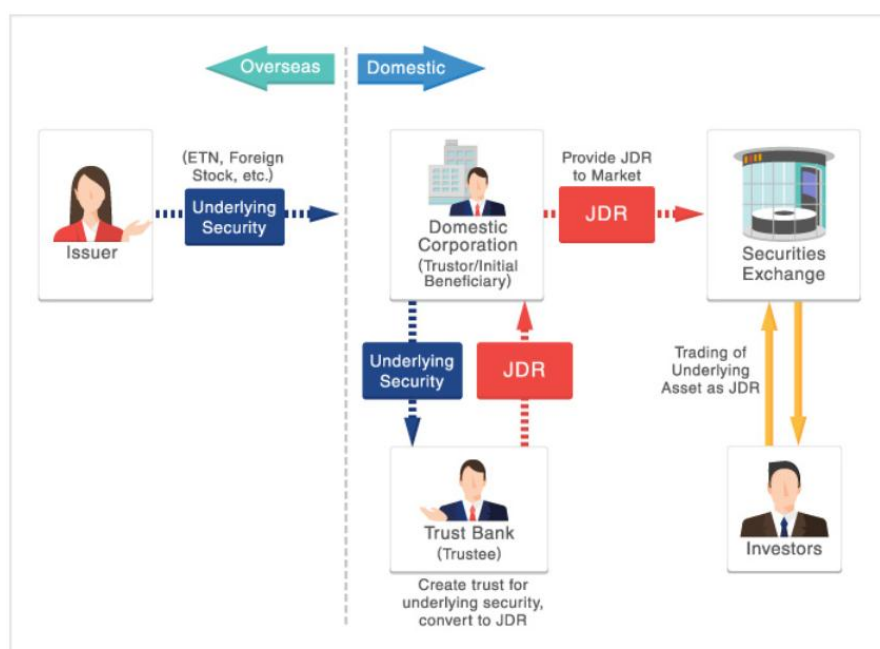 Overseas
Domestic
(ETN, Foreign
Stock, etc.)
Underlying
Security
Issuer
Domestic
Corporation
(Trustor/Initial
Beneficiary)
Provide JDR
to Market
JDR
Securities
Exchange
Underlying
Security
JDR
Trading of
Underlying
Asset as JDR
Trust Bank
(Trustee)
Create trust for
underlying security,
convert to JDR
Investors